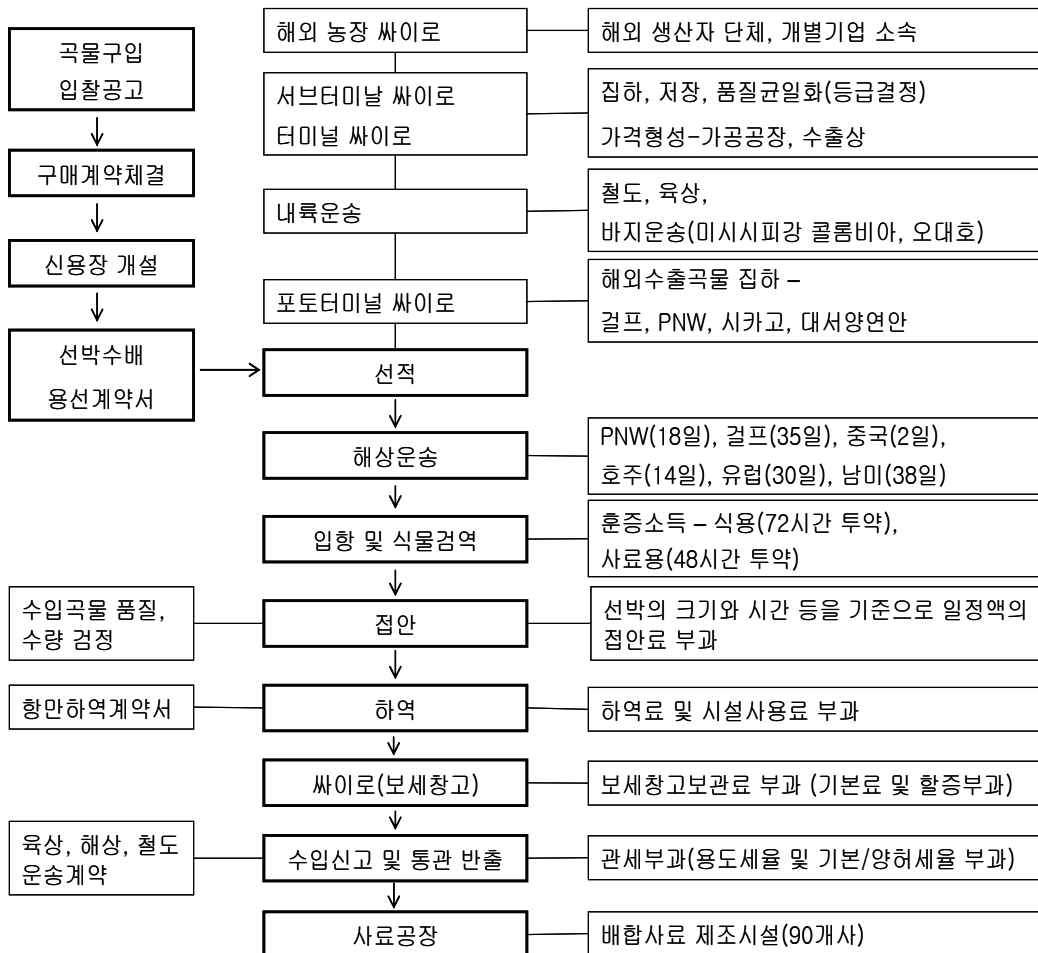 곡물구입
입찰공고
구매계약체결
신용장 개설
선박수배
용선계약서
해외 농장 싸이로
해외 생산자 단체, 개별기업 소속
서브터미날 싸이로
터미널 싸이로
집하, 저장, 품질균일화(등급결정)
가격형성-가공공장, 수출상
내륙운송
철도, 육상,
바지운송(미시시피강 콜롬비아, 오대호)
포토터미널 싸이로
해외수출곡물 집하 –
걸프, PNW, 시카고, 대서양연안
선적
해상운송
PNW(18일), 걸프(35일), 중국(2일),
호주(14일), 유럽(30일), 남미(38일)
입항 및 식물검역
훈증소득 – 식용(72시간 투약),
사료용(48시간 투약)
수입곡물 품질,
수량 검정
접안
선박의 크기와 시간 등을 기준으로 일정액의
접안료 부과
항만하역계약서
하역
하역료 및 시설사용료 부과
싸이로(보세창고)
보세창고보관료 부과 (기본료 및 할증부과)
육상, 해상, 철도
운송계약
수입신고 및 통관 반출
관세부과(용도세율 및 기본/양허세율 부과)
사료공장
배합사료 제조시설(90개사)